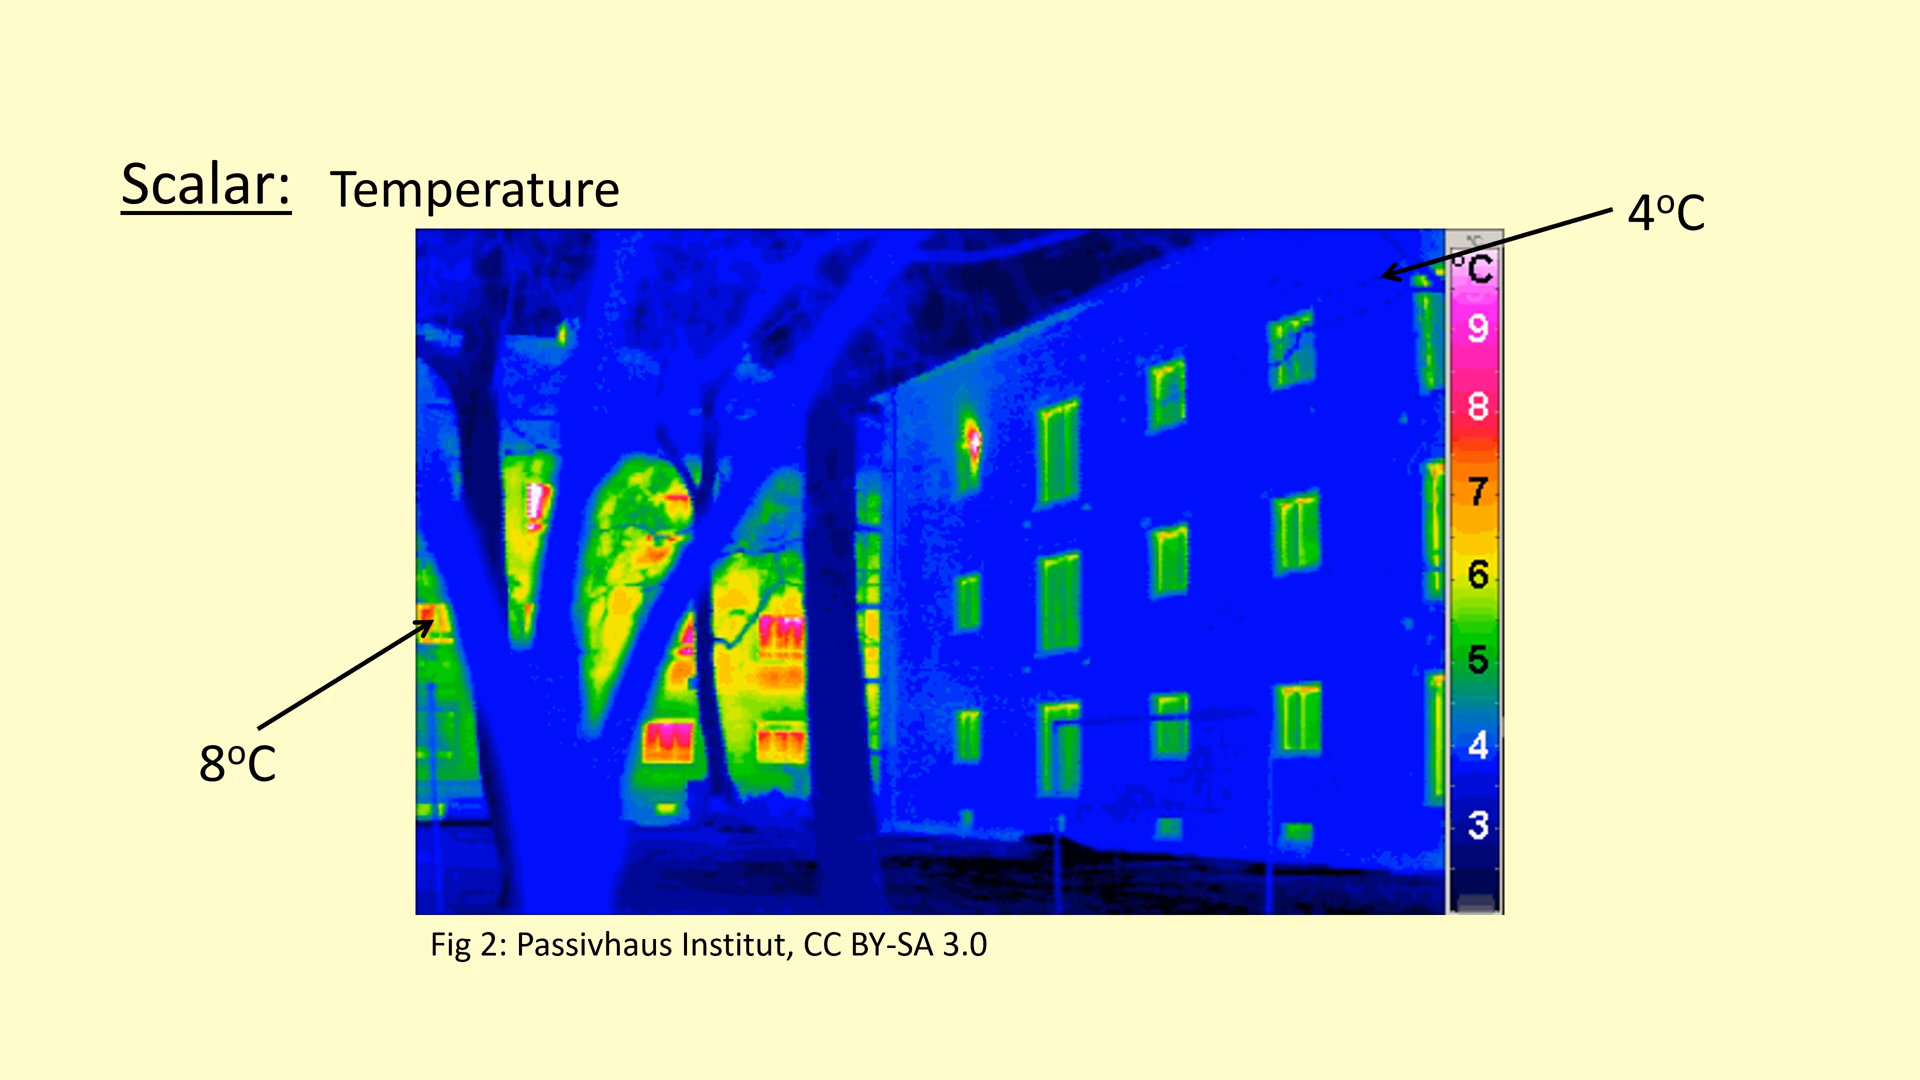 Scalar: Temperature
4°C
°C
°C
9
8
7
6
5
4
3
8°C
Fig 2: Passivhaus Institut, CC BY-SA 3.0